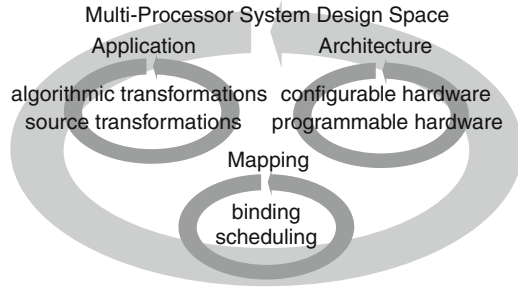 Multi-Processor System Design Space
Application
algorithmic transformations
source transformations
Architecture
configurable hardware
programmable hardware
Mapping
binding
scheduling